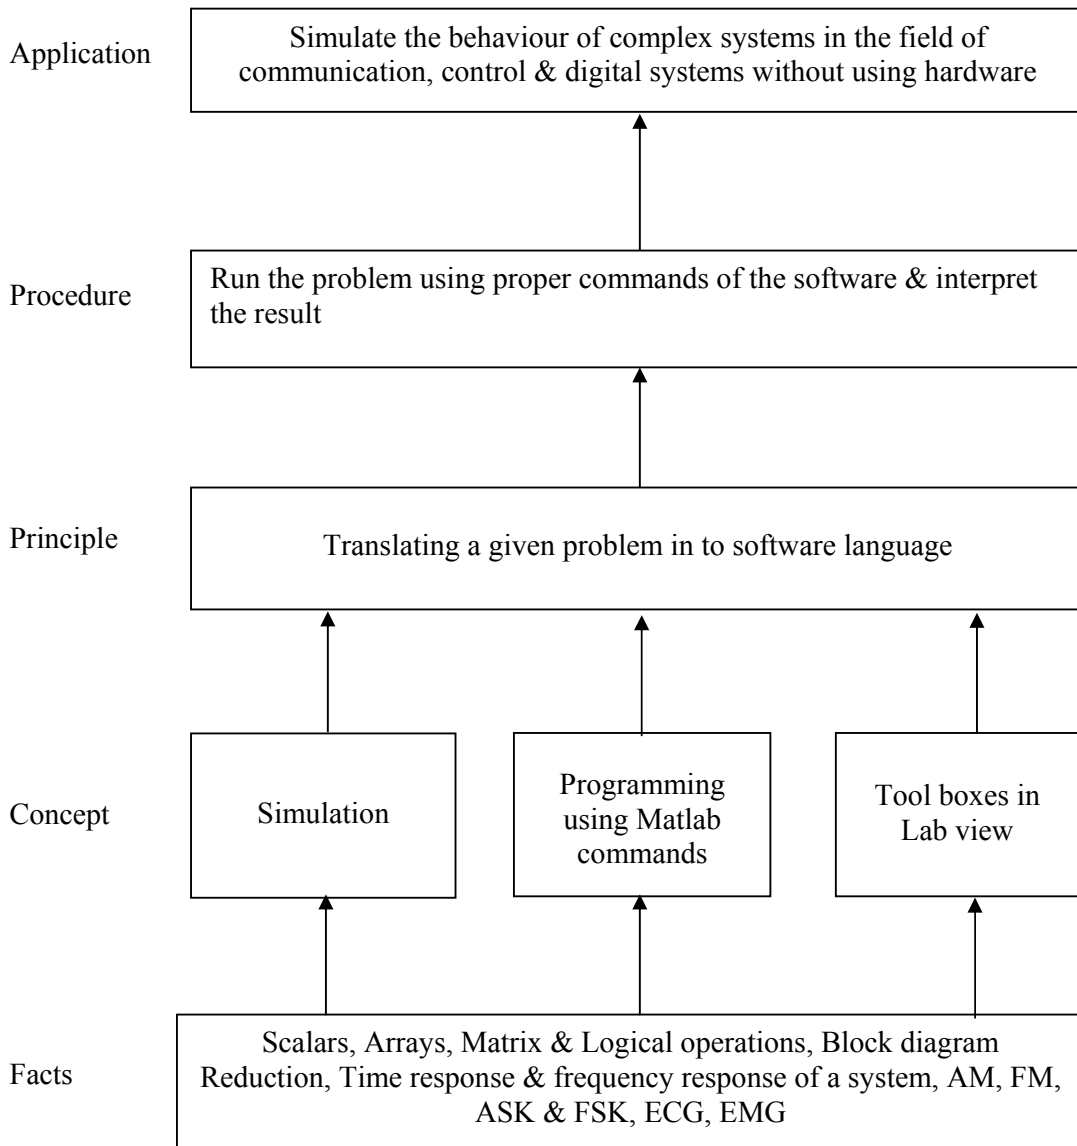 Application
Simulate the behaviour of complex systems in the field of
communication, control & digital systems without using hardware
Procedure
Run the problem using proper commands of the software & interpret
the result
Principle
Translating a given problem in to software language
Concept
Simulation
Programming
using Matlab
commands
Tool boxes in
Lab view
Facts
Scalars, Arrays, Matrix & Logical operations, Block diagram
Reduction, Time response & frequency response of a system, AM, FM,
ASK & FSK, ECG, EMG